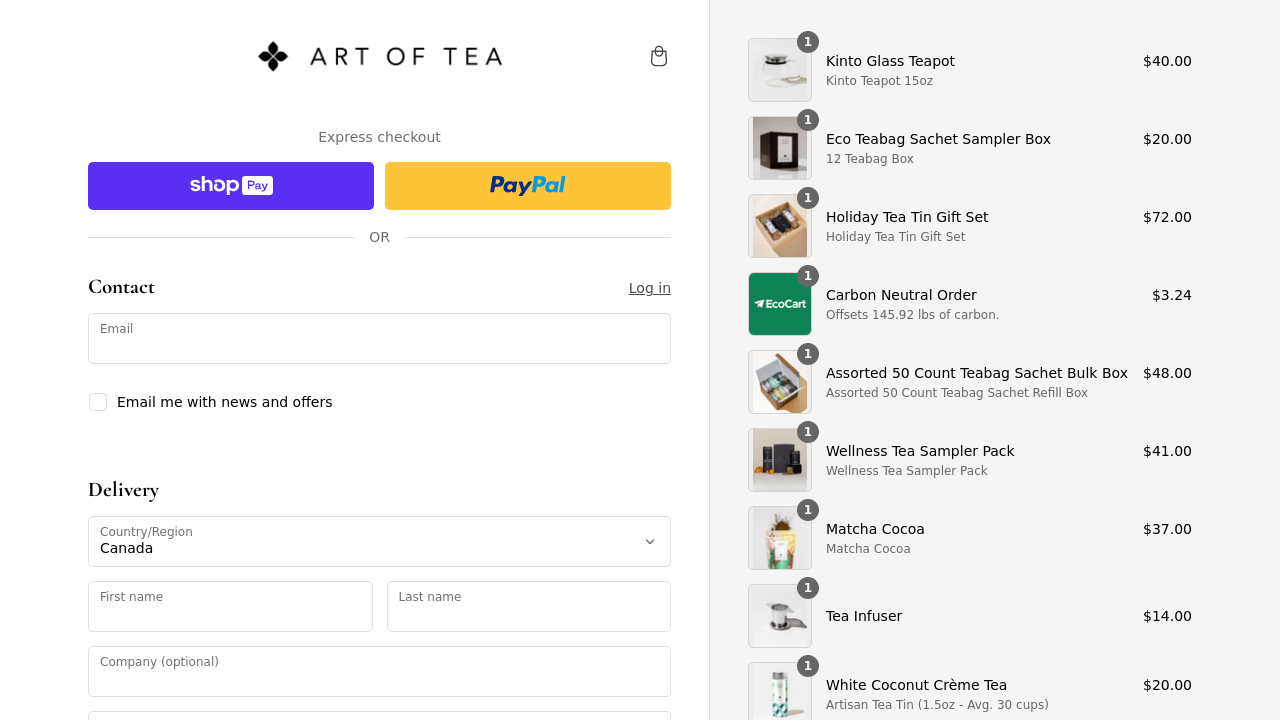 ART OF TEA
Express checkout
shop Pay
PayPal
OR
Contact
Log in
Email
Email me with news and offers
Delivery
Country/Region
Canada
First name
Last name
Company (optional)
1
Kinto Glass Teapot
$40.00
Kinto Teapot 15oz
1
Eco Teabag Sachet Sampler Box
$20.00
12 Teabag Box
1
Holiday Tea Tin Gift Set
$72.00
Holiday Tea Tin Gift Set
1
EcoCart
Carbon Neutral Order
$3.24
Offsets 145.92 lbs of carbon.
1
Assorted 50 Count Teabag Sachet Bulk Box
$48.00
Assorted 50 Count Teabag Sachet Refill Box
1
Wellness Tea Sampler Pack
$41.00
Wellness Tea Sampler Pack
1
Matcha Cocoa
$37.00
Matcha Cocoa
1
Tea Infuser
$14.00
1
White Coconut Crème Tea
$20.00
Artisan Tea Tin (1.5oz - Avg. 30 cups)